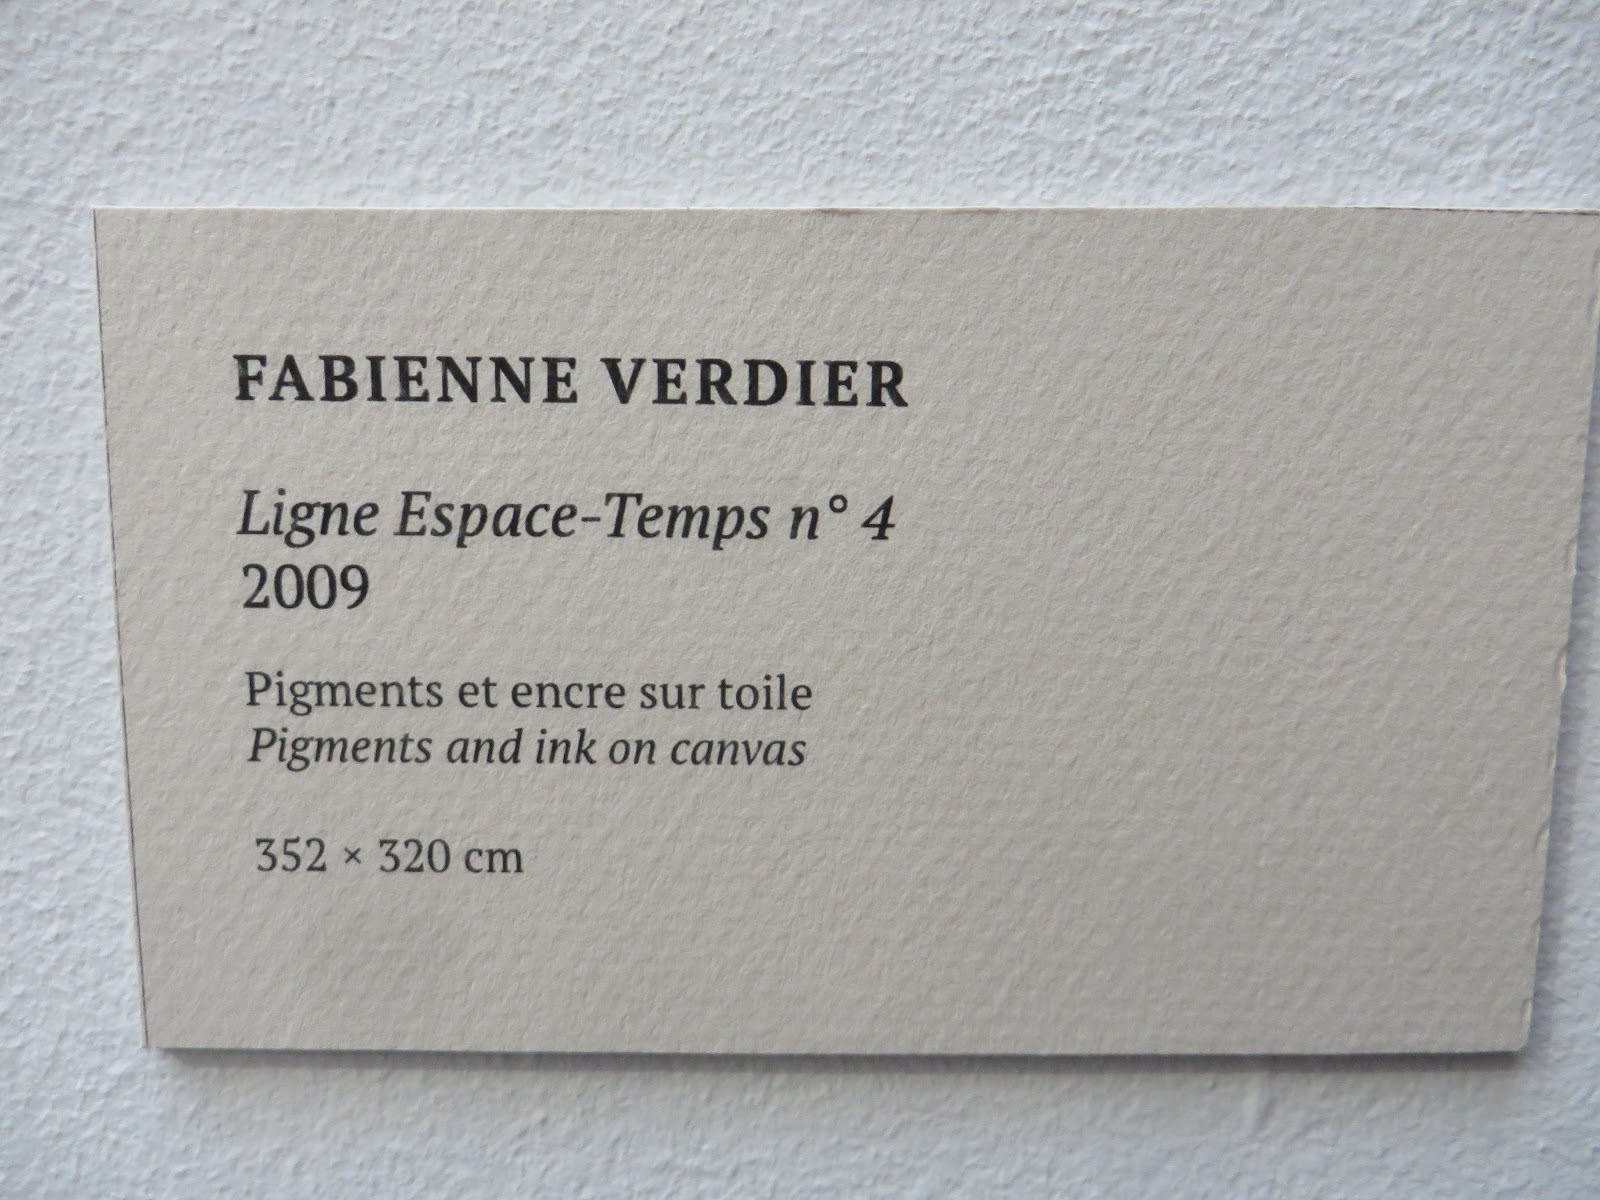 FABIENNE VERDIER
Ligne Espace-Temps n° 4
2009
Pigments et encre sur toile
Pigments and ink on canvas
352 × 320 cm